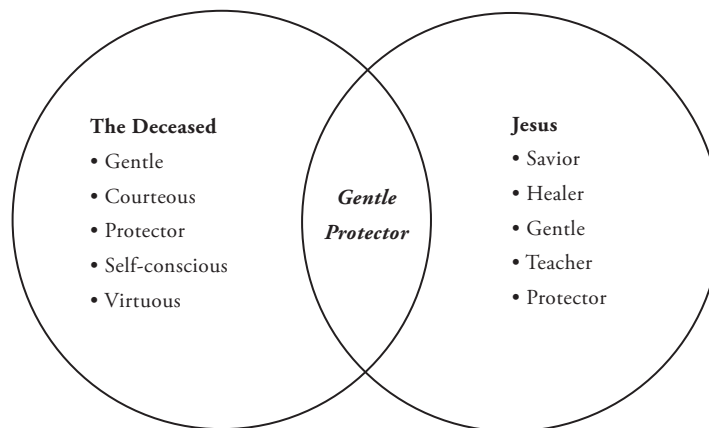 The Deceased
• Gentle
• Courteous
• Protector
• Self-conscious
• Virtuous
Gentle
Protector
Jesus
• Savior
• Healer
• Gentle
• Teacher
• Protector